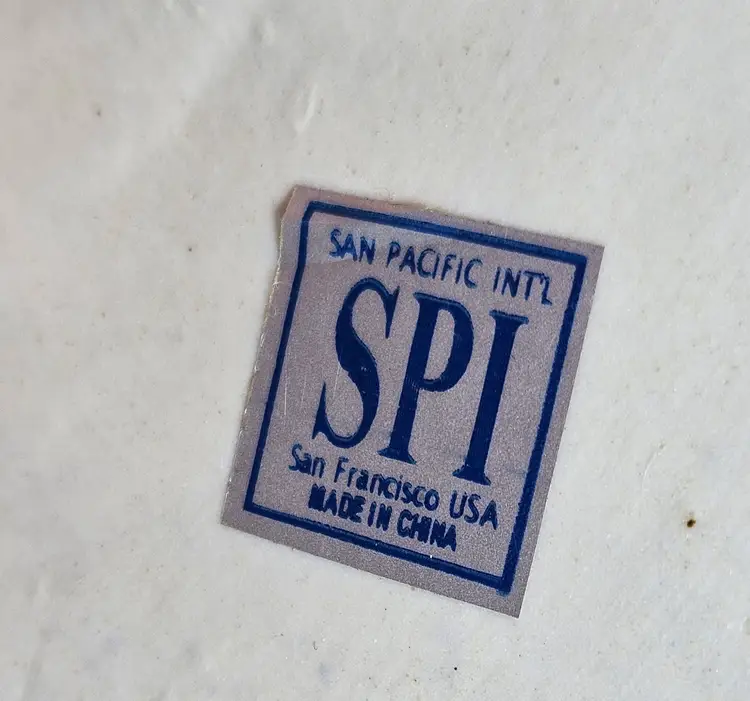 SAN PACIFIC INT'L
SPI
San Francisco USA
MADE IN CHINA